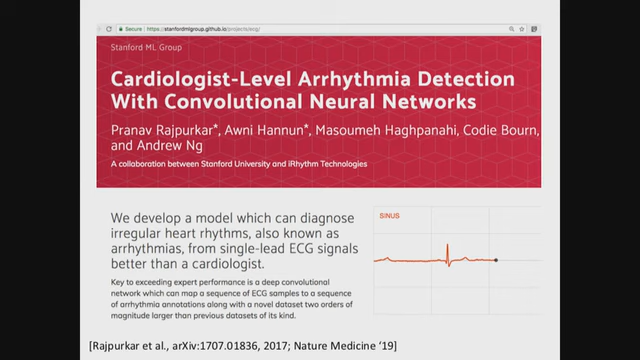 Secure https://stanfordmlgroup.github.io/projects/ecg/
Stanford ML Group
Cardiologist-Level Arrhythmia Detection
With Convolutional Neural Networks
Pranav Rajpurkar*, Awni Hannun*, Masoumeh Haghpanahi, Codie Bourn,
and Andrew Ng
A collaboration between Stanford University and iRhythm Technologies
We develop a model which can diagnose
irregular heart rhythms, also known as
arrhythmias, from single-lead ECG signals
better than a cardiologist.
Key to exceeding expert performance is a deep convolutional
network which can map a sequence of ECG samples to a sequence
of arrhythmia annotations along with a novel dataset two orders of
magnitude larger than previous datasets of its kind.
SINUS
[Rajpurkar et al., arXiv:1707.01836, 2017; Nature Medicine ‘19]